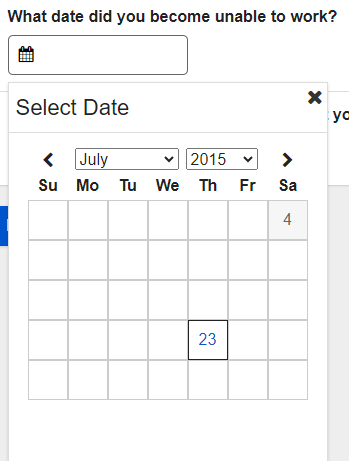 What date did you become unable to work?
yo
Select Date
July 2015
Su Mo Tu We Th Fr Sa
4
23